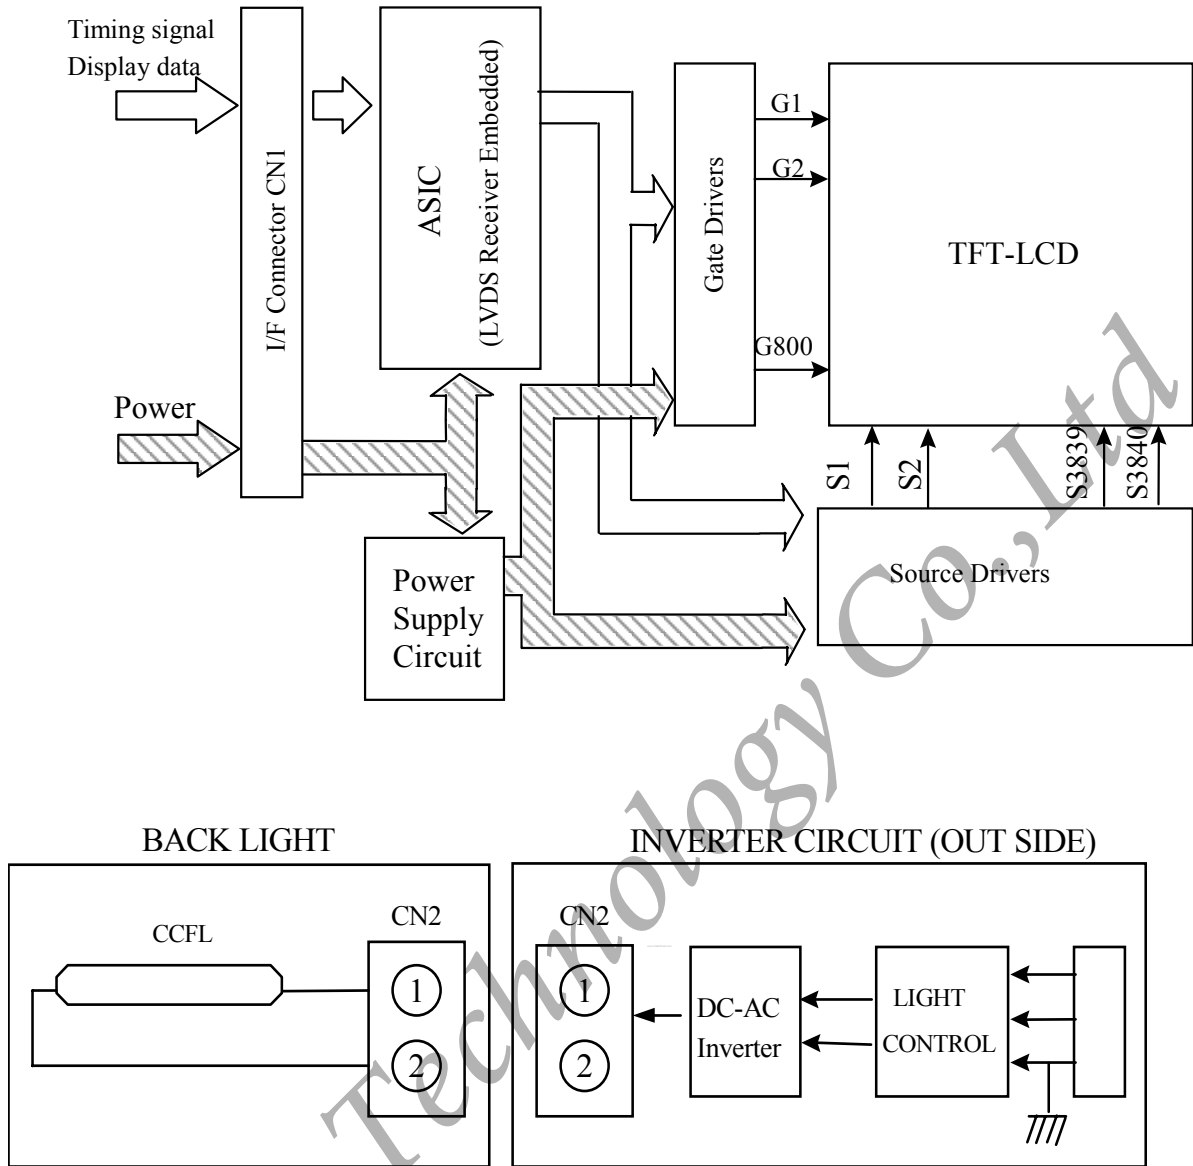 Timing signal
Display data
I/F Connector CN1
ASIC
(LVDS Receiver Embedded)
Gate Drivers
G1
G2
G800
TFT-LCD
Power
S1
S2
S3839
S3840
Power
Supply
Circuit
Source Drivers
Technology Co.,Ltd
BACK LIGHT
INVERTER CIRCUIT (OUT SIDE)
CCFL
CN2
1
2
CN2
1
2
DC-AC
Inverter
LIGHT
CONTROL